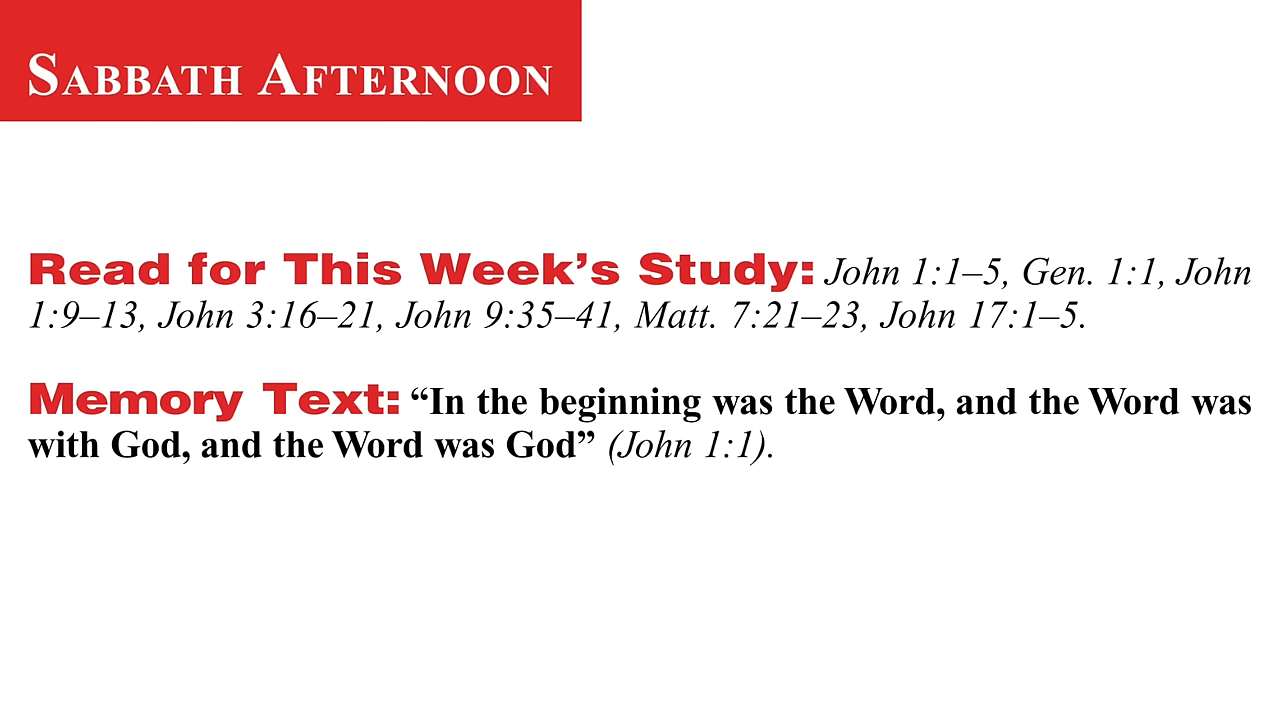 SABBATH AFTERNOON
Read for This Week’s Study: John 1:1–5, Gen. 1:1, John
1:9–13, John 3:16–21, John 9:35–41, Matt. 7:21–23, John 17:1–5.
Memory Text: “In the beginning was the Word, and the Word was
with God, and the Word was God” (John 1:1).